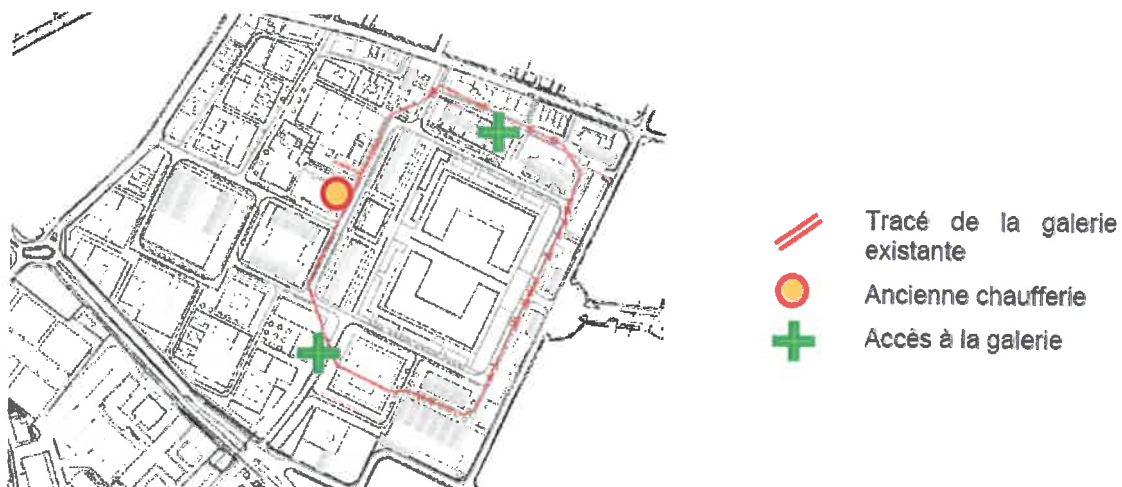 Tracé de la galerie
existante
Ancienne chaufferie
Accès à la galerie